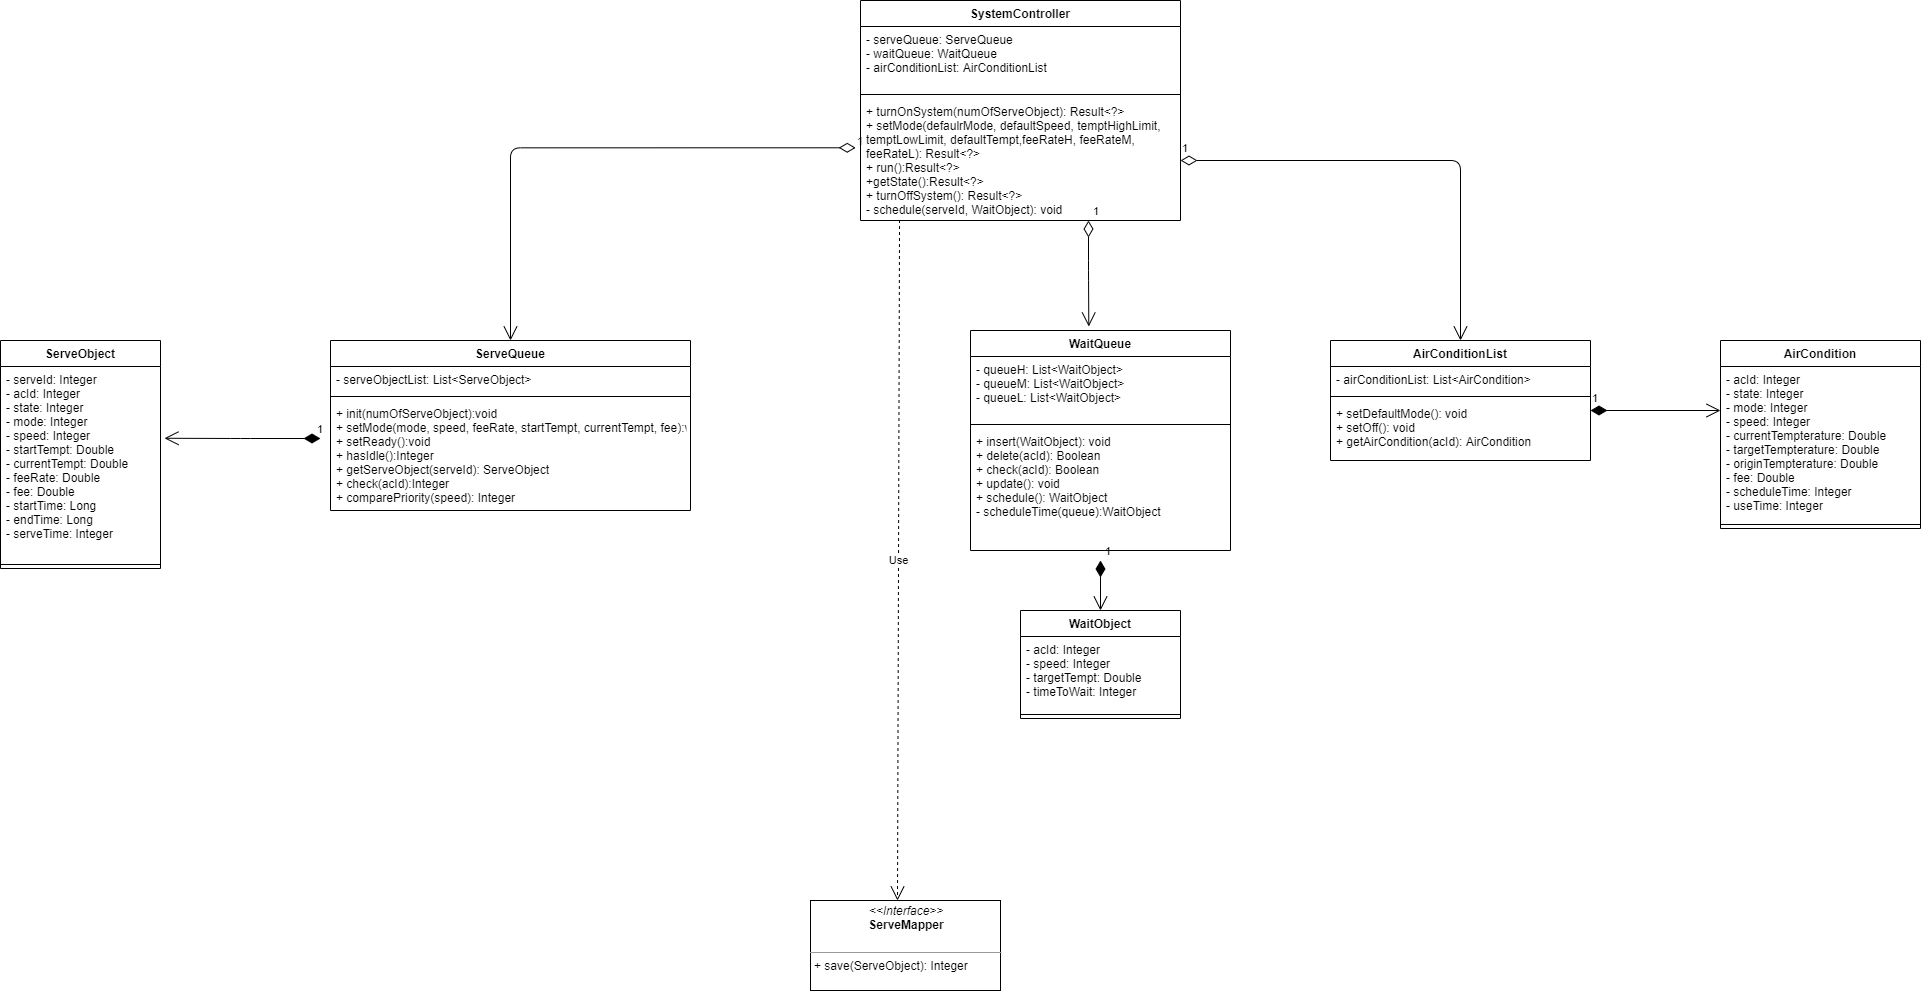 SystemController
- serveQueue: ServeQueue
- waitQueue: WaitQueue
- airConditionList: AirConditionList
+ turnOnSystem(numOfServeObject): Result<?>
+ setMode(defaulrMode, defaultSpeed, temptHighLimit,
temptLowLimit, defaultTempt,feeRateH, feeRateM,
feeRateL): Result<?>
+ run():Result<?>
+getState():Result<?>
+ turnOffSystem(): Result<?>
- schedule(serveId, WaitObject): void
1
1
1
ServeObject
- serveId: Integer
- acId: Integer
- state: Integer
- mode: Integer
- speed: Integer
- startTempt: Double
- currentTempt: Double
- feeRate: Double
- fee: Double
- startTime: Long
- endTime: Long
- serveTime: Integer
1
ServeQueue
- serveObjectList: List<ServeObject>
+ init(numOfServeObject):void
+ setMode(mode, speed, feeRate, startTempt, currentTempt, fee):
+ setReady():void
+ hasIdle():Integer
+ getServeObject(serveId): ServeObject
+ check(acId):Integer
+ comparePriority(speed): Integer
Use
WaitQueue
- queueH: List<WaitObject>
- queueM: List<WaitObject>
- queueL: List<WaitObject>
+ insert(WaitObject): void
+ delete(acId): Boolean
+ check(acId): Boolean
+ update(): void
+ schedule(): WaitObject
- scheduleTime(queue):WaitObject
1
WaitObject
- acId: Integer
- speed: Integer
- targetTempt: Double
- timeToWait: Integer
AirConditionList
- airConditionList: List<AirCondition>
+ setDefaultMode(): void
+ setOff(): void
+ getAirCondition(acId): AirCondition
1
AirCondition
- acId: Integer
- state: Integer
- mode: Integer
- speed: Integer
- currentTempterature: Double
- targetTempterature: Double
- originTempterature: Double
- fee: Double
- scheduleTime: Integer
- useTime: Integer
<<Interface>>
ServeMapper
+ save(ServeObject): Integer